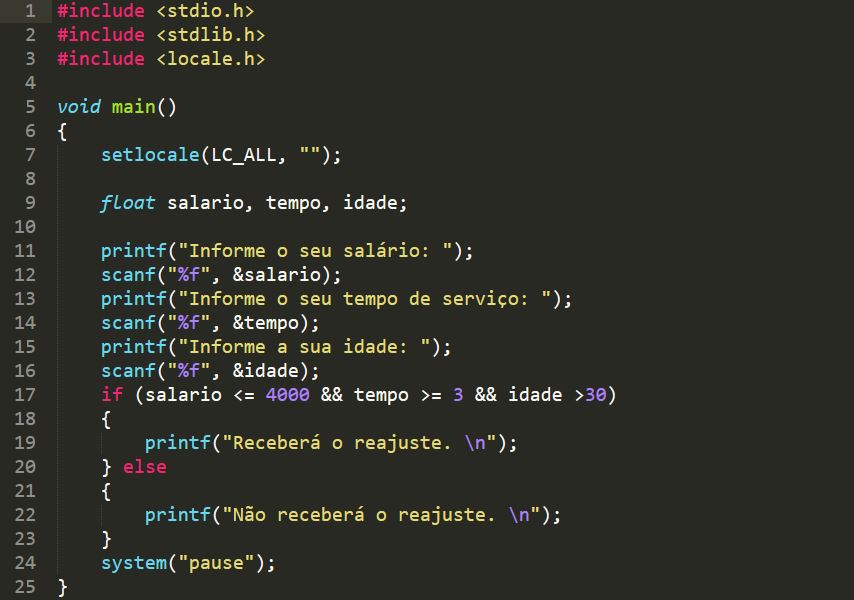 1 #include <stdio.h>
2 #include <stdlib.h>
3 #include <locale.h>
4
5 void main()
6 {
7     setlocale(LC_ALL, "");
8
9     float salario, tempo, idade;
10
11     printf("Informe o seu salário: ");
12     scanf("%f", &salario);
13     printf("Informe o seu tempo de serviço: ");
14     scanf("%f", &tempo);
15     printf("Informe a sua idade: ");
16     scanf("%f", &idade);
17     if (salario <= 4000 && tempo >= 3 && idade >30)
18     {
19         printf("Receberá o reajuste. \n");
20     } else
21     {
22         printf("Não receberá o reajuste. \n");
23     }
24     system("pause");
25 }